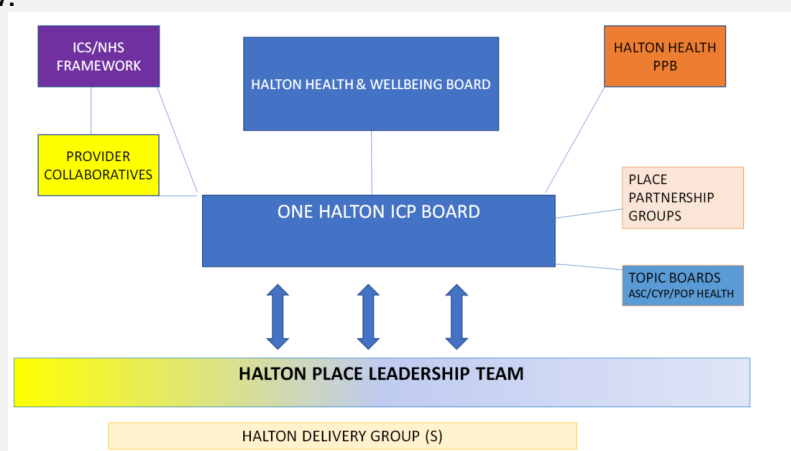 ICS/NHS
FRAMEWORK
HALTON HEALTH & WELLBEING BOARD
HALTON HEALTH
PPB
PROVIDER
COLLABORATIVES
PLACE
PARTNERSHIP
GROUPS
ONE HALTON ICP BOARD
TOPIC BOARDS
ASC/CYP/POP HEALTH
HALTON PLACE LEADERSHIP TEAM
HALTON DELIVERY GROUP (S)